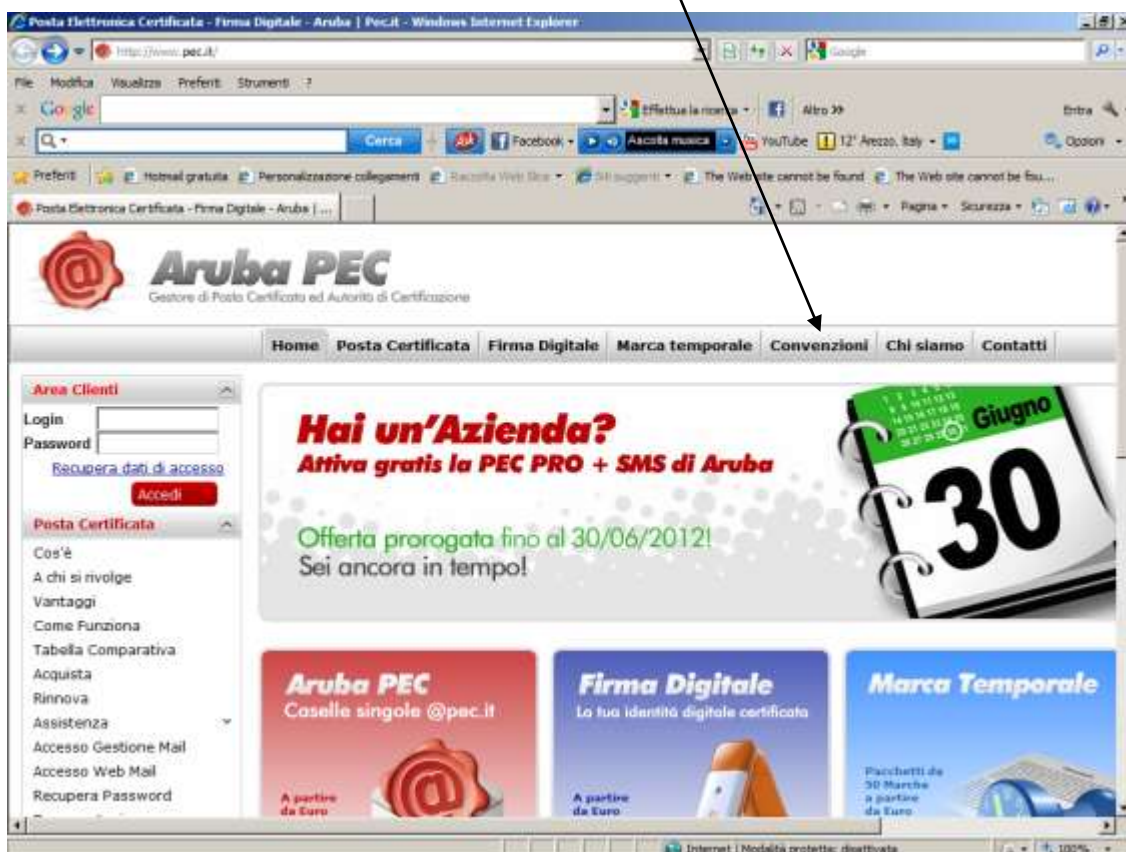 Posta Elettronica Certificata - Firma Digitale - Aruba | Pec.it - Windows Internet Explorer
http://www.pec.it/
Google
File Modifica Visualizza Preferiti Strumenti ?
Google Effettua la ricerca Altro >> Entra
Cerca Facebook Ascolta musica YouTube 12° Arezzo, Italy Opzioni
Preferiti Hotmail gratuita Personalizzazione collegamenti Raccolta Web Slice Siti suggeriti The Web site cannot be found The Web site cannot be fou...
Posta Elettronica Certificata - Firma Digitale - Aruba | ... Pagina Sicurezza
Aruba PEC
Gestore di Posta Certificata ed Autorità di Certificazione
Home Posta Certificata Firma Digitale Marca temporale Convenzioni Chi siamo Contatti
Area Clienti
Login
Password
Recupera dati di accesso
Accedi
Posta Certificata
Cos'è
A chi si rivolge
Vantaggi
Come Funziona
Tabella Comparativa
Acquista
Rinnova
Assistenza
Accesso Gestione Mail
Accesso Web Mail
Recupera Password
Hai un'Azienda?
Attiva gratis la PEC PRO + SMS di Aruba
Offerta prorogata fino al 30/06/2012!
Sei ancora in tempo!
Giugno
30
Aruba PEC
Caselle singole @pec.it
A partire
da Euro
Firma Digitale
La tua identità digitale certificata
A partire
da Euro
Marca Temporale
Pacchetti da
50 Marche
a partire
da Euro
Internet | Modalità protetta: disattivata 100%